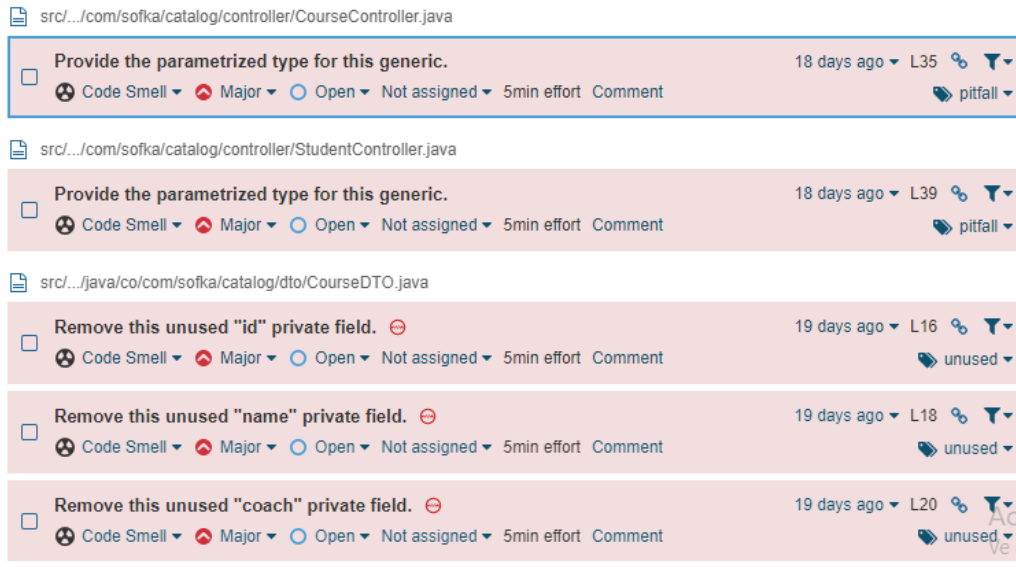 src/.../com/sofka/catalog/controller/CourseController.java
Provide the parametrized type for this generic. 18 days ago L35
Code Smell Major Open Not assigned 5min effort Comment pitfall
src/.../com/sofka/catalog/controller/StudentController.java
Provide the parametrized type for this generic. 18 days ago L39
Code Smell Major Open Not assigned 5min effort Comment pitfall
src/.../java/co/com/sofka/catalog/dto/CourseDTO.java
Remove this unused "id" private field. 19 days ago L16
Code Smell Major Open Not assigned 5min effort Comment unused
Remove this unused "name" private field. 19 days ago L18
Code Smell Major Open Not assigned 5min effort Comment unused
Remove this unused "coach" private field. 19 days ago L20
Ac
Code Smell Major Open Not assigned 5min effort Comment unused
Ve